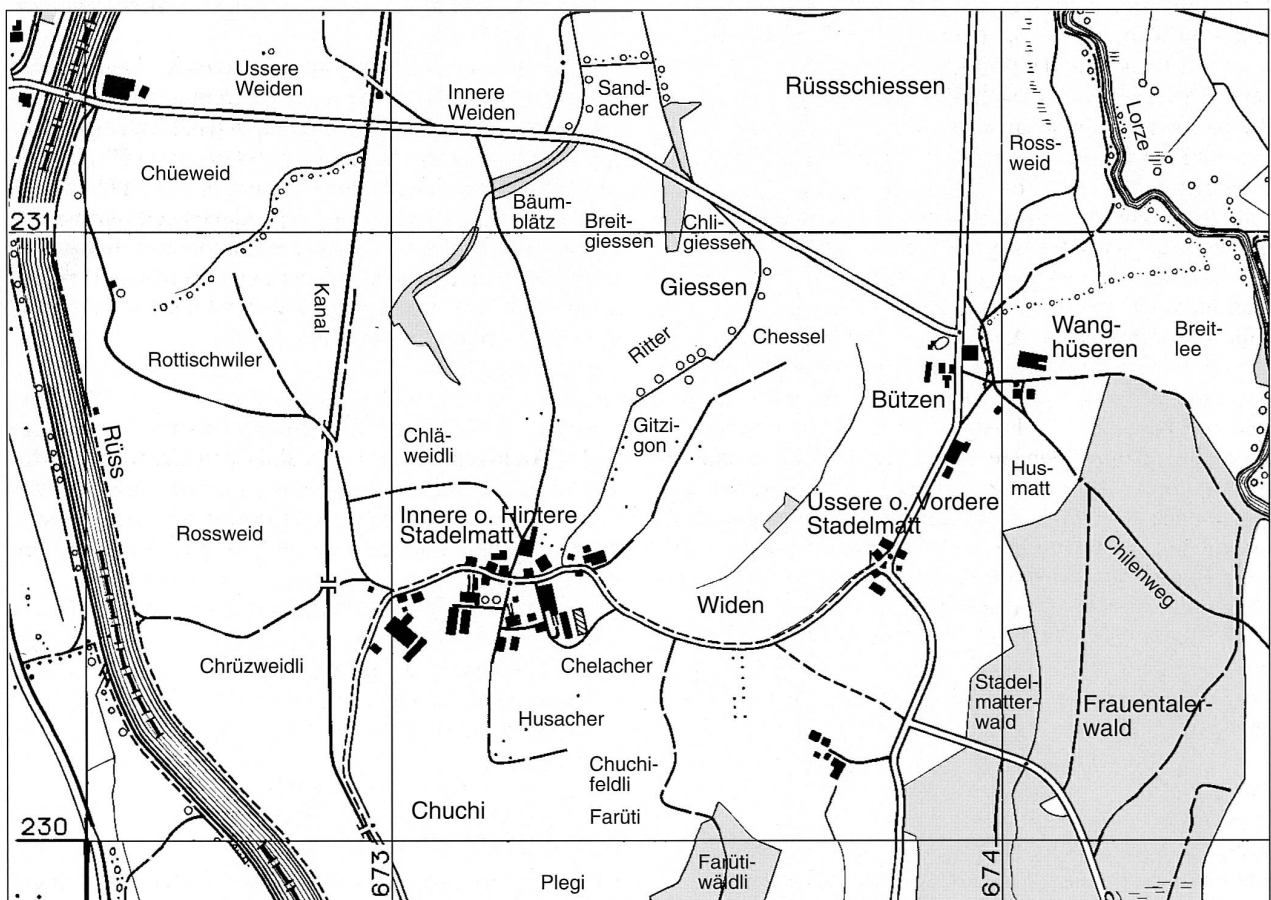 Ussere
Weiden
Innere
Weiden
Sand-
acher
Rüssschiessen
Lorze
Ross-
weid
Chüeweid
Bäum-
blätz
Breit-
giessen
Chli-
giessen
231
Giessen
Kanal
Rottischwiler
Ritter
Chessel
Wang-
hüseren
Breit-
lee
Bützen
Rüss
Chlä-
weidli
Gitzi-
gon
Hus-
matt
Rossweid
Innere o. Hintere
Stadelmatt
Üssere o. Vordere
Stadelmatt
Chilenweg
Widen
Chrüzweidli
Chelacher
Stadel-
matter-
wald
Frauentaler-
wald
Husacher
Chuchi-
feldli
Chuchi
Farüti
230
673
674
Plegi
Farüti-
wäldli